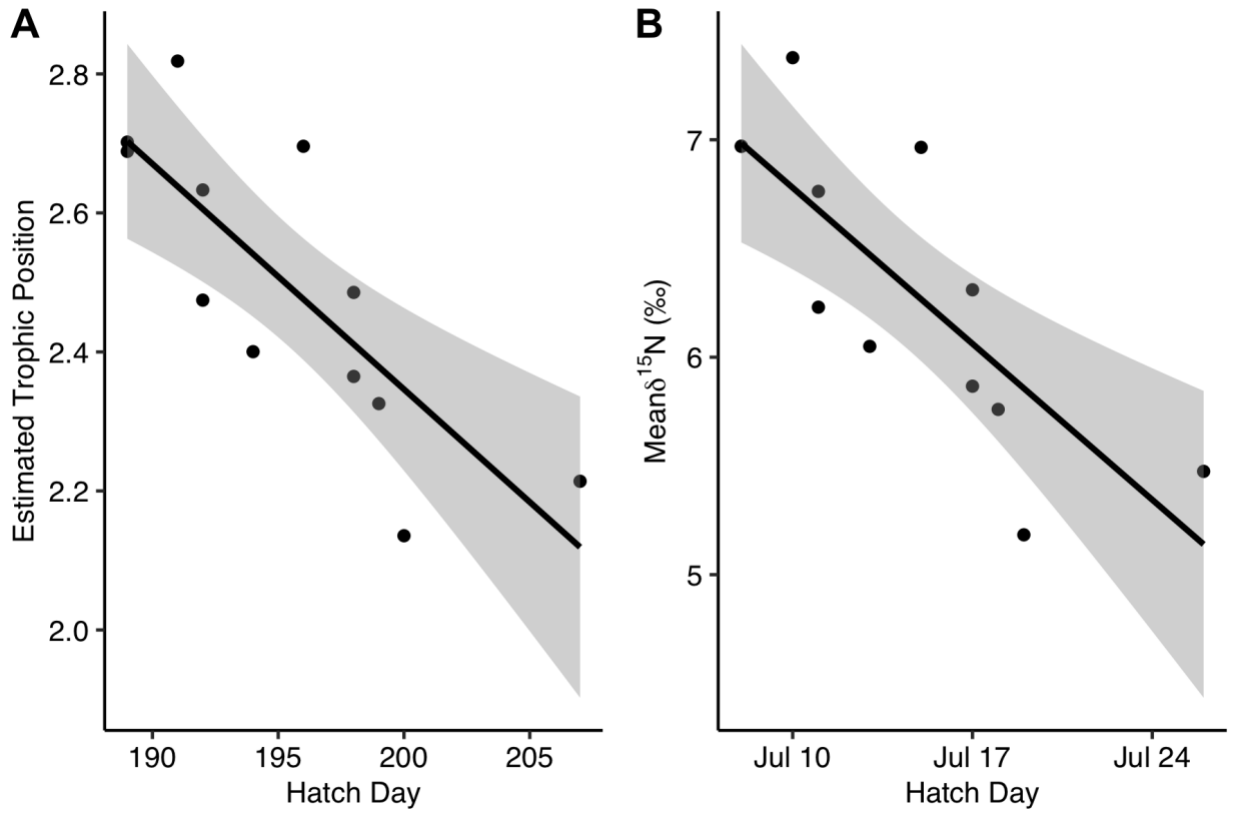 A
Estimated Trophic Position
2.8
2.6
2.4
2.2
2.0
190 195 200 205
Hatch Day
B
Meanδ¹⁵N (‰)
7
6
5
Jul 10 Jul 17 Jul 24
Hatch Day